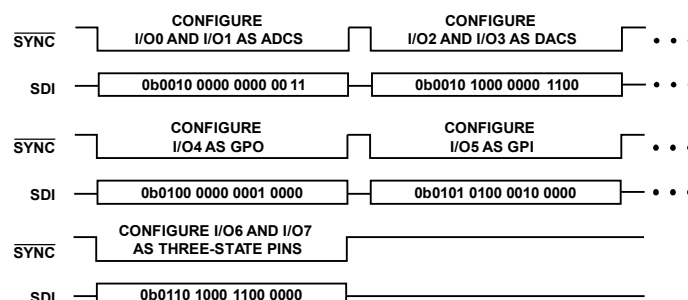 CONFIGURE
I/O0 AND I/O1 AS ADCS
CONFIGURE
I/O2 AND I/O3 AS DACS
SYNC
SDI
0b0010 0000 0000 0011
0b0010 1000 0000 1100
CONFIGURE
I/O4 AS GPO
CONFIGURE
I/O5 AS GPI
SYNC
SDI
0b0100 0000 0001 0000
0b0101 0100 0010 0000
CONFIGURE I/O6 AND I/O7
AS THREE-STATE PINS
SYNC
SDI
0b0110 1000 1100 0000